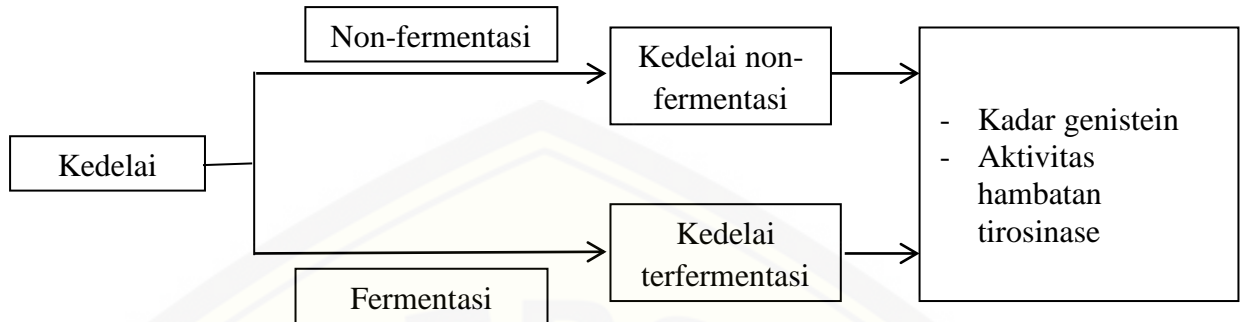 Non-fermentasi
Kedelai non-
fermentasi
- Kadar genistein
- Aktivitas
hambatan
tirosinase
Kedelai
Kedelai
terfermentasi
Fermentasi